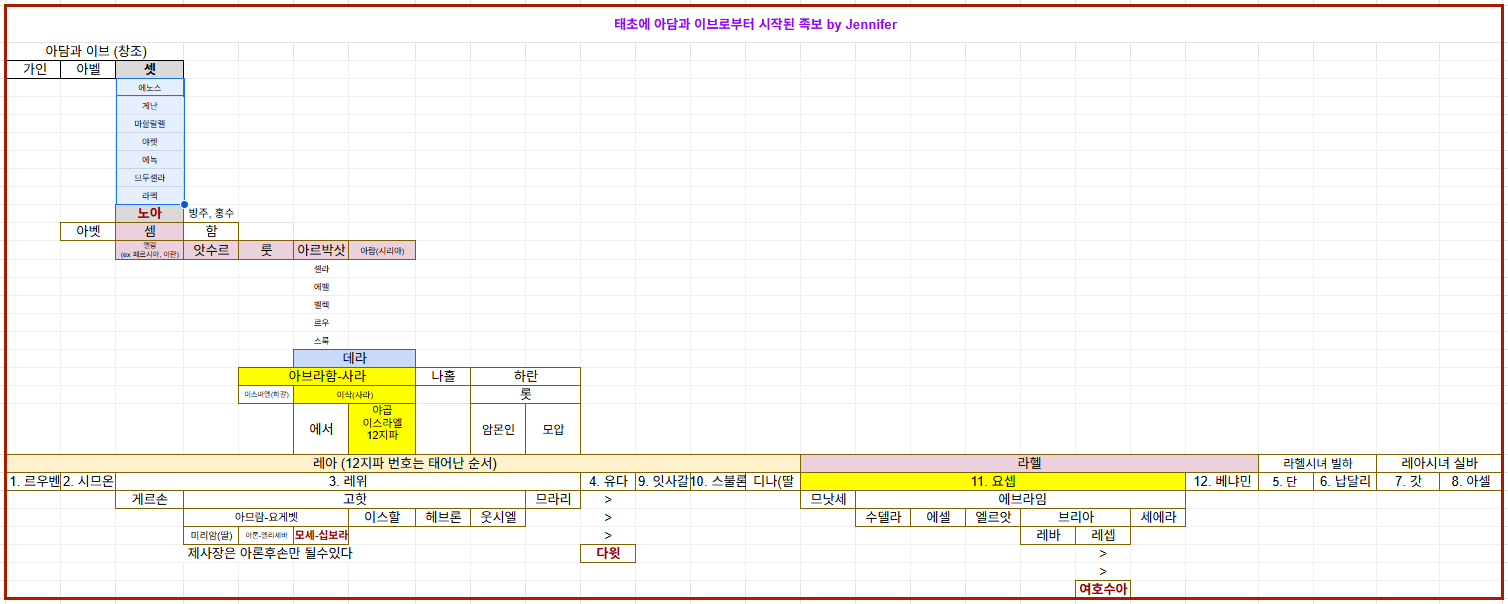 태초에 아담과 이브로부터 시작된 족보 by Jennifer
아담과 이브 (창조)
가인 아벨 셋
에노스
게난
마할랄렐
야렛
에녹
므두셀라
라멕
노아 방주, 홍수
아벳 셈 함
엘람
(ex 페르시아, 이란) 앗수르 룻 아르박삿 아람(시리아)
셀라
에벨
벨렉
르우
스룩
데라
아브라함-사라 나홀 하란
이스마엘(하갈) 이삭(사라) 롯
에서 야곱
이스라엘
12지파 암몬인 모압
레아 (12지파 번호는 태어난 순서) 라헬 라헬시녀 빌하 레아시녀 실바
1. 르우벤 2. 시므온 3. 레위 4. 유다 9. 잇사갈 10. 스불론 디나(딸 11. 요셉 12. 베냐민 5. 단 6. 납달리 7. 갓 8. 아셀
게르손 고핫 므라리 > 므낫세 에브라임
아므람-요게벳 이스할 헤브론 웃시엘 > 수델라 에셀 엘르앗 브리아 세에라
미리암(딸) 아론-엘리세바 모세-십보라 > 레바 레셉
제사장은 아론후손만 될수있다 다윗 >
>
여호수아